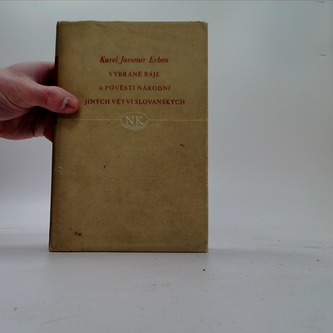 Karel Jaromír Erben
VYBRANÉ BÁJE
A POVĚSTI NÁRODNÍ
JINÝCH VĚTVÍ SLOVANSKÝCH
NK